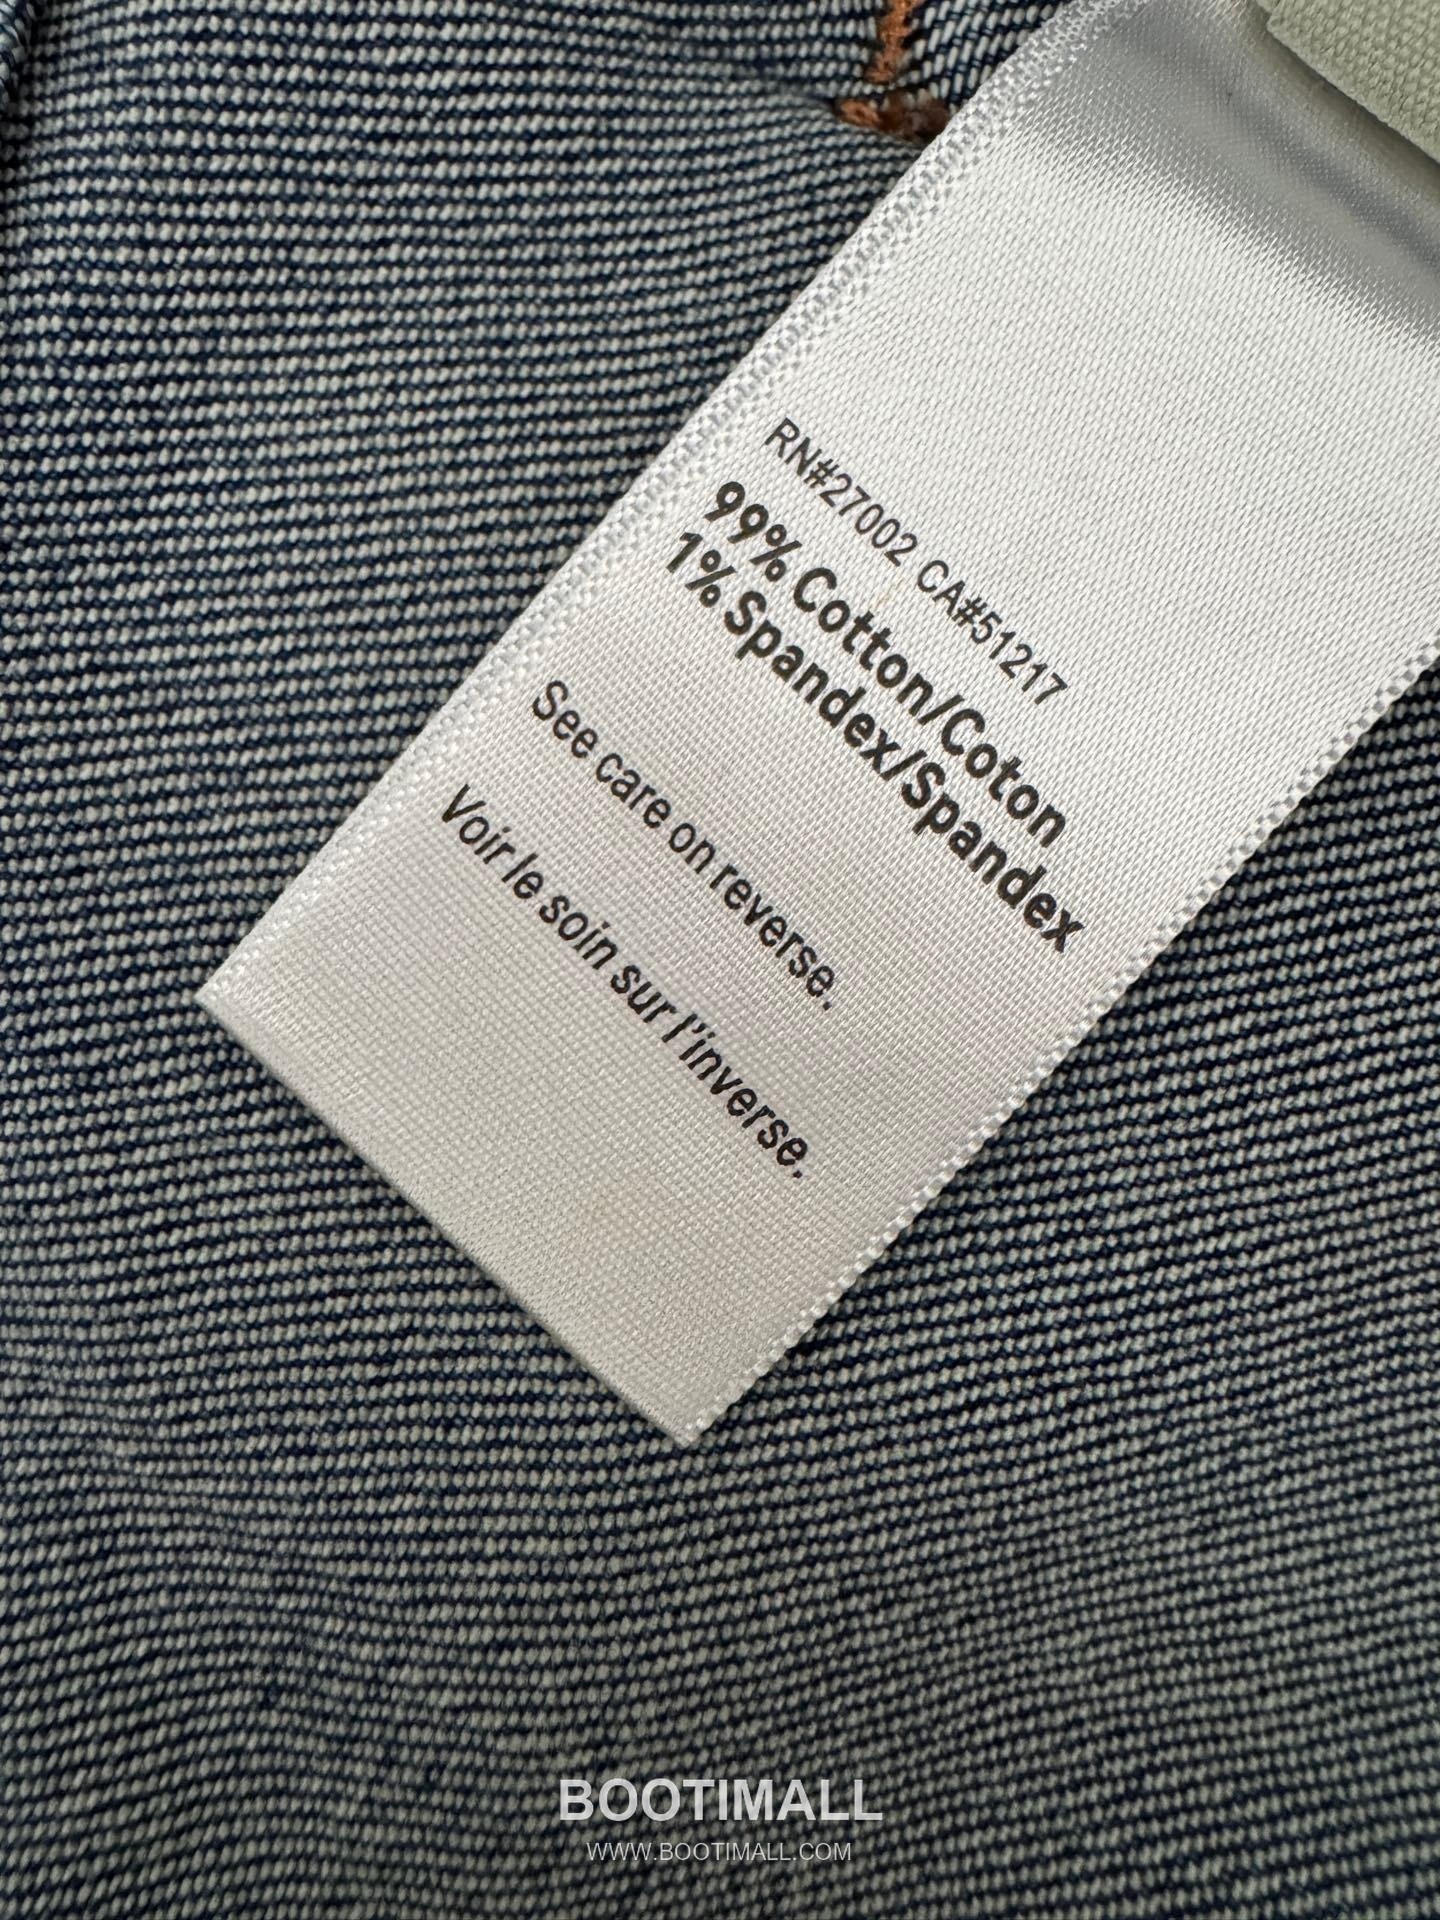 RN#27002 CA#51217
99% Cotton/Coton
1% Spandex/Spandex
See care on reverse.
Voir le soin sur l'inverse.
BOOTIMALL
WWW.BOOTIMALL.COM